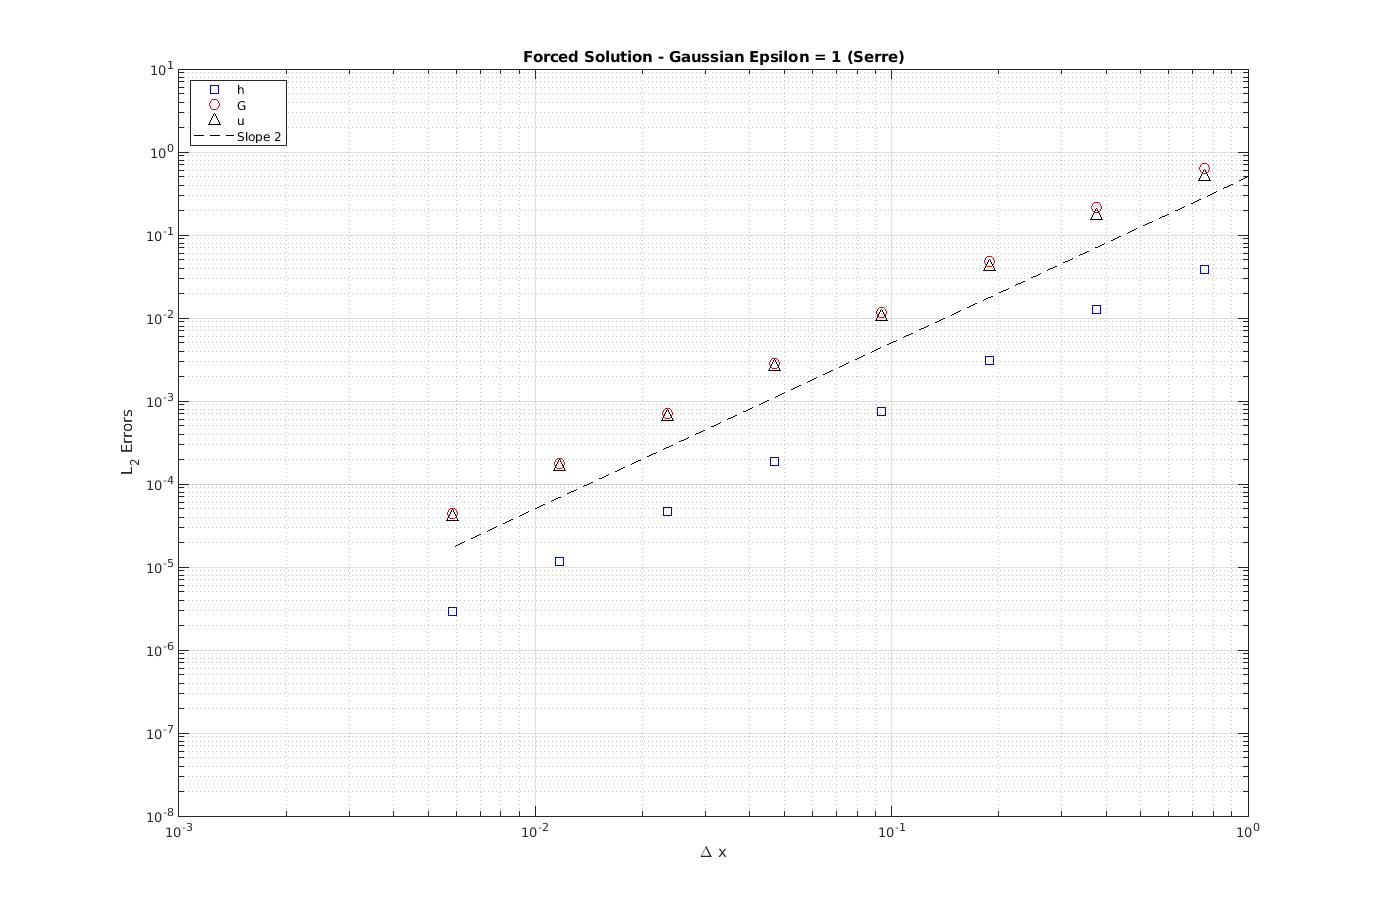 Forced Solution - Gaussian Epsilon = 1 (Serre)
h
G
u
Slope 2
10^1
10^0
10^-1
10^-2
10^-3
10^-4
10^-5
10^-6
10^-7
10^-8
L_2 Errors
10^-3
10^-2
10^-1
10^0
Δ x